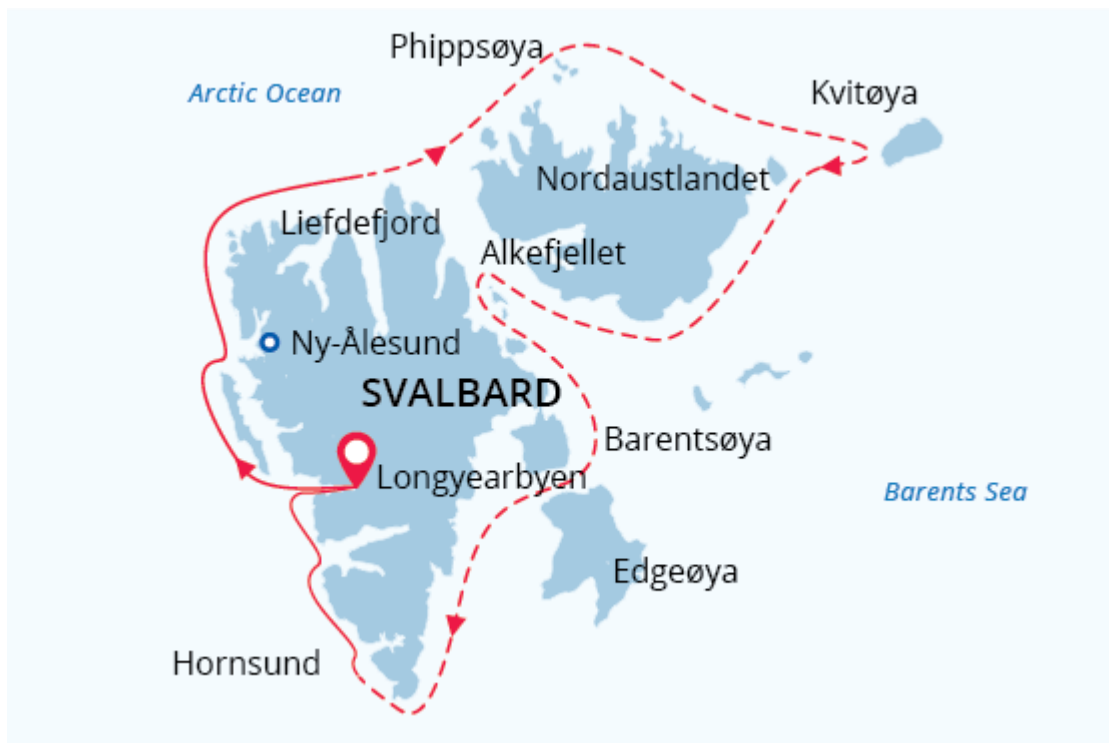 Phippsøya
Arctic Ocean
Kvitøya
Nordaustlandet
Liefdefjord
Alkefjellet
Ny-Ålesund
SVALBARD
Barentsøya
Longyearbyen
Barents Sea
Edgeøya
Hornsund